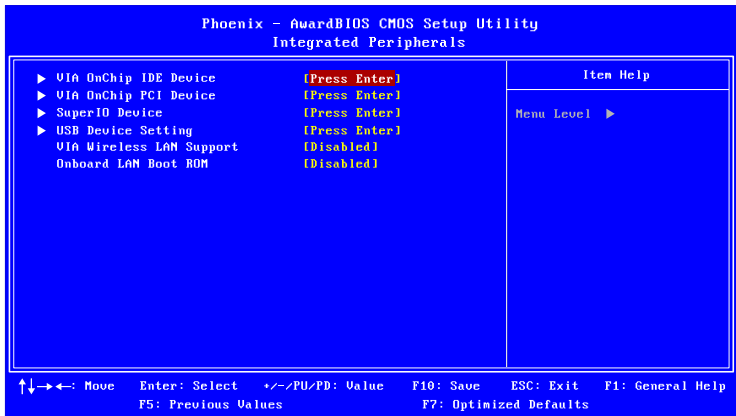 Phoenix - AwardBIOS CMOS Setup Utility
Integrated Peripherals
▶ VIA OnChip IDE Device [Press Enter]
▶ VIA OnChip PCI Device [Press Enter]
▶ SuperIO Device [Press Enter]
▶ USB Device Setting [Press Enter]
VIA Wireless LAN Support [Disabled]
Onboard LAN Boot ROM [Disabled]
Item Help
Menu Level ▶
↑↓→←: Move Enter: Select +/-/PU/PD: Value F10: Save ESC: Exit F1: General Help
F5: Previous Values F7: Optimized Defaults